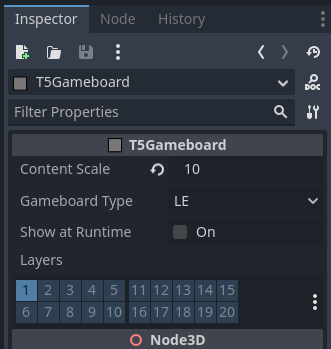 Inspector Node History
T5Gameboard
DOC
Filter Properties
T5Gameboard
Content Scale 10
Gameboard Type LE
Show at Runtime On
Layers
1 2 3 4 5 11 12 13 14 15
6 7 8 9 10 16 17 18 19 20
Node3D